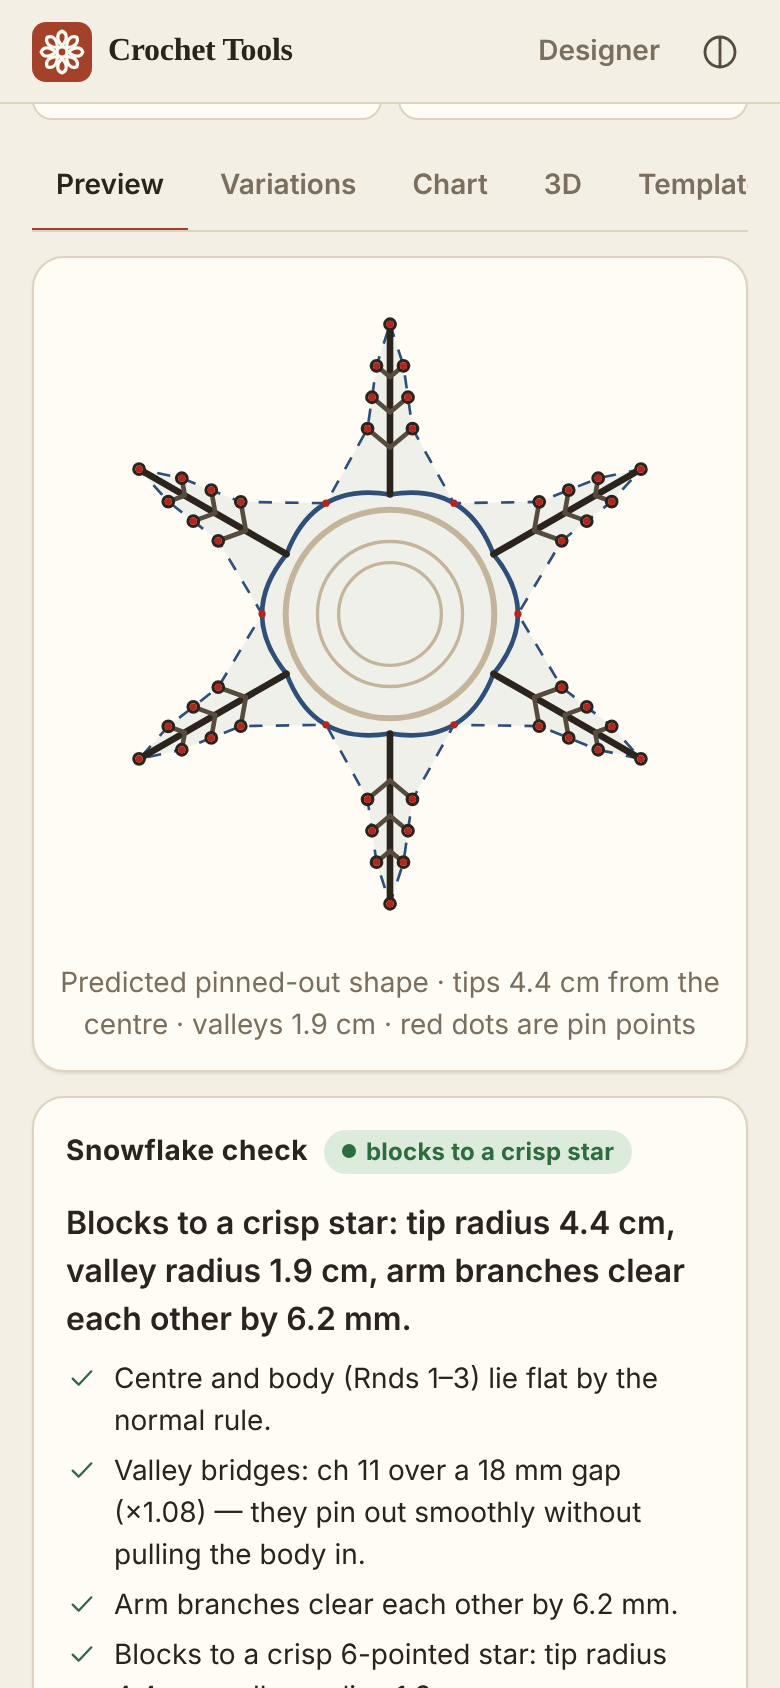 Crochet Tools
Designer
Preview
Variations
Chart
3D
Predicted pinned-out shape · tips 4.4 cm from the
centre · valleys 1.9 cm · red dots are pin points
Snowflake check
blocks to a crisp star
Blocks to a crisp star: tip radius 4.4 cm,
valley radius 1.9 cm, arm branches clear
each other by 6.2 mm.
Centre and body (Rnds 1–3) lie flat by the
normal rule.
Valley bridges: ch 11 over a 18 mm gap
(×1.08) — they pin out smoothly without
pulling the body in.
Arm branches clear each other by 6.2 mm.
Blocks to a crisp 6-pointed star: tip radius